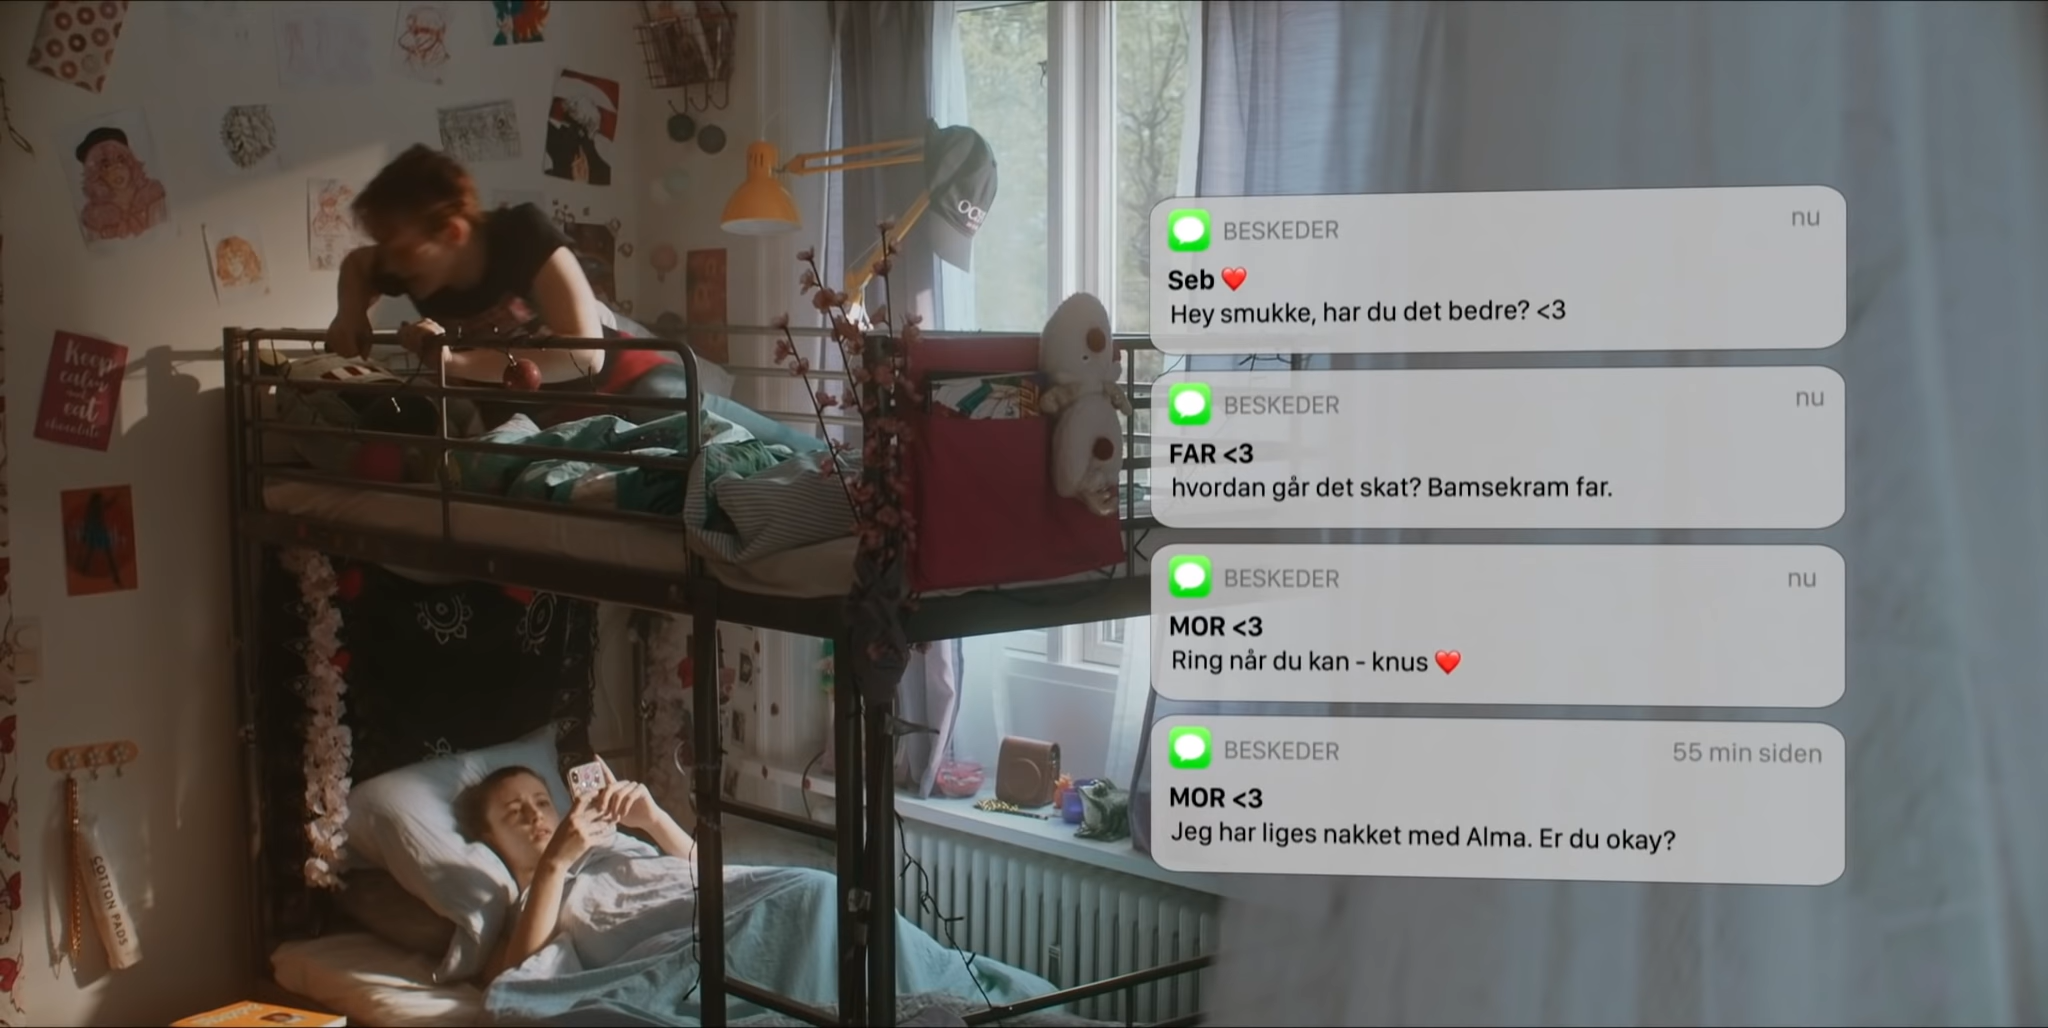 Keep
calm
and
eat
chocolate
COTTON PADS
BESKEDER
nu
Seb ❤️
Hey smukke, har du det bedre? <3
BESKEDER
nu
FAR <3
hvordan går det skat? Bamsekram far.
BESKEDER
nu
MOR <3
Ring når du kan - knus ❤️
BESKEDER
55 min siden
MOR <3
Jeg har liges nakket med Alma. Er du okay?